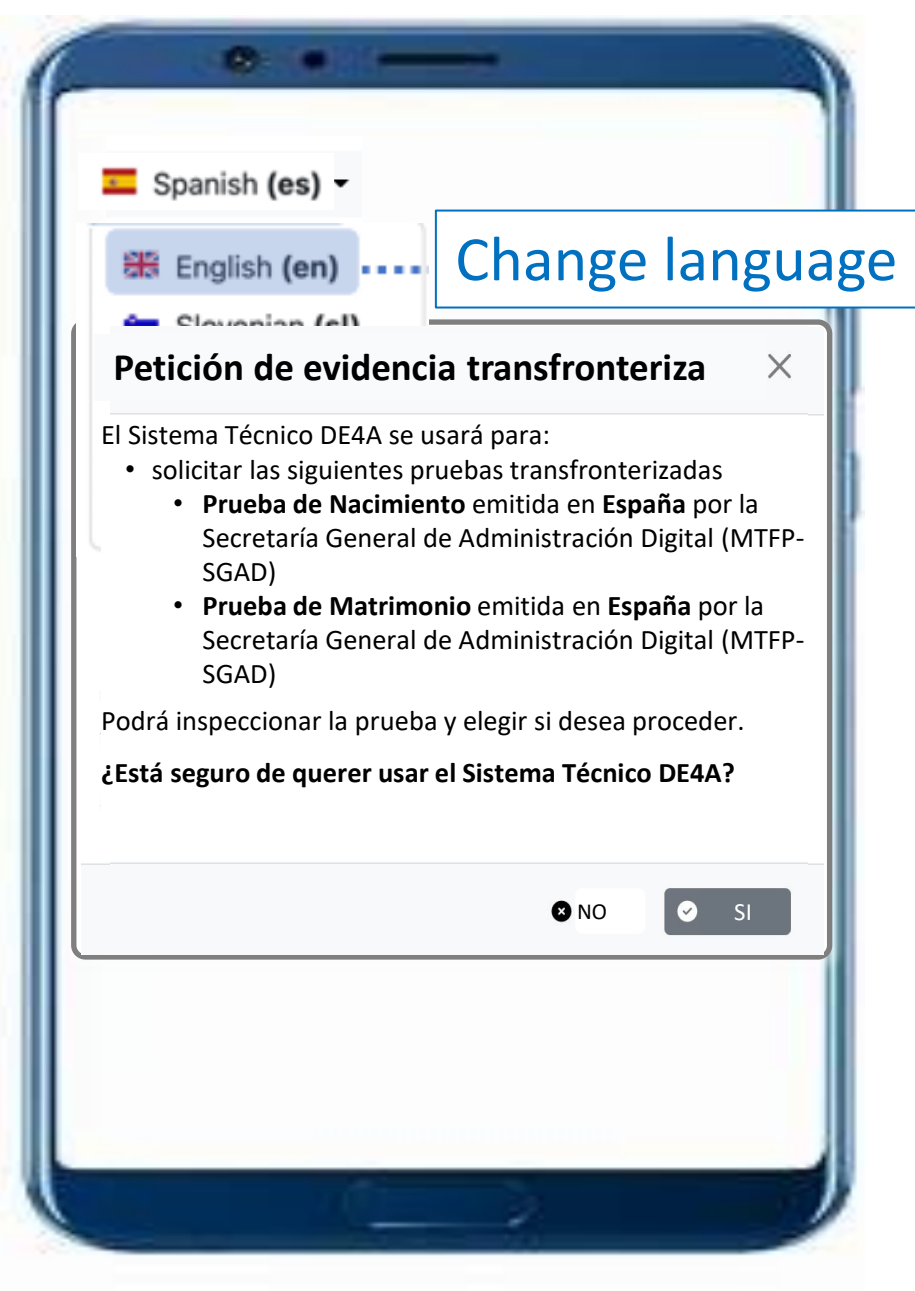 Spanish (es)
English (en)
Change language
Slovenian (sl)
Petición de evidencia transfronteriza
El Sistema Técnico DE4A se usará para:
• solicitar las siguientes pruebas transfronterizadas
• Prueba de Nacimiento emitida en España por la
Secretaría General de Administración Digital (MTFP-
SGAD)
• Prueba de Matrimonio emitida en España por la
Secretaría General de Administración Digital (MTFP-
SGAD)
Podrá inspeccionar la prueba y elegir si desea proceder.
¿Está seguro de querer usar el Sistema Técnico DE4A?
NO
SI